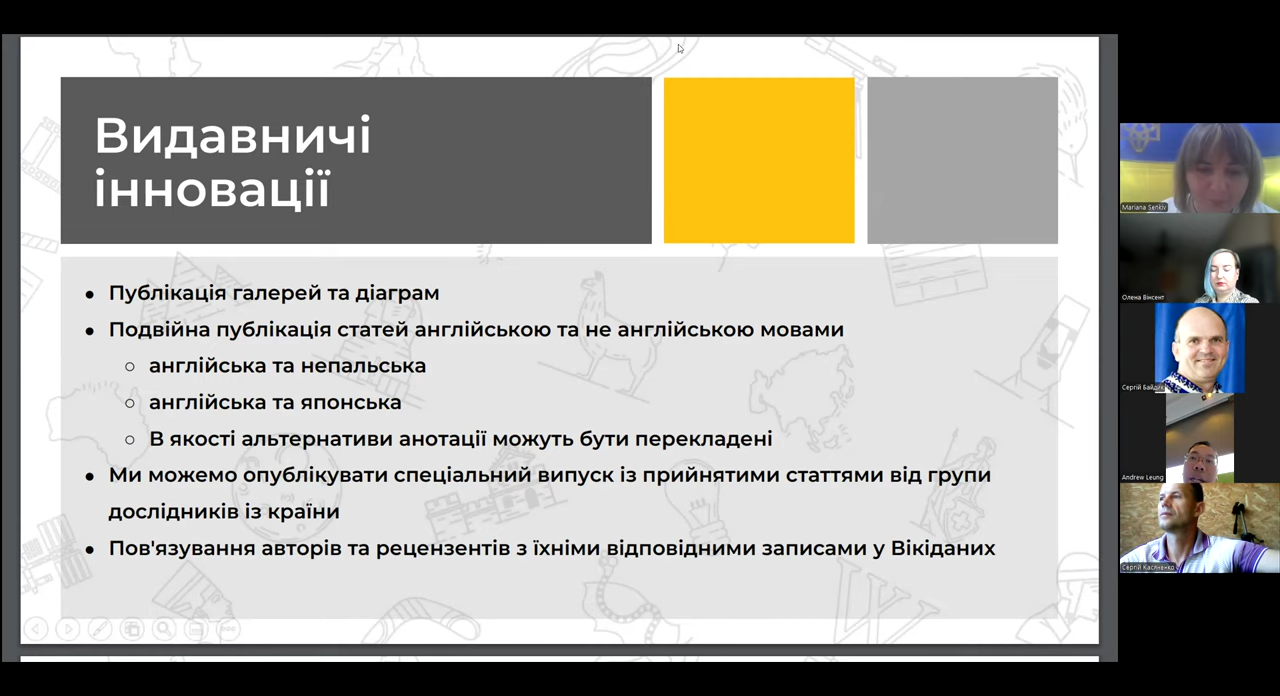 Видавничі
інновації
● Публікація галерей та діаграм
● Подвійна публікація статей англійською та не англійською мовами
○ англійська та непальська
○ англійська та японська
○ В якості альтернативи анотації можуть бути перекладені
● Ми можемо опублікувати спеціальний випуск із прийнятими статтями від групи
дослідників із країни
● Пов'язування авторів та рецензентів з їхніми відповідними записами у Вікіданих
Mariana Senkiv
Олена Вінсент
Сергій
Andrew Leung
Сергій Касяненко